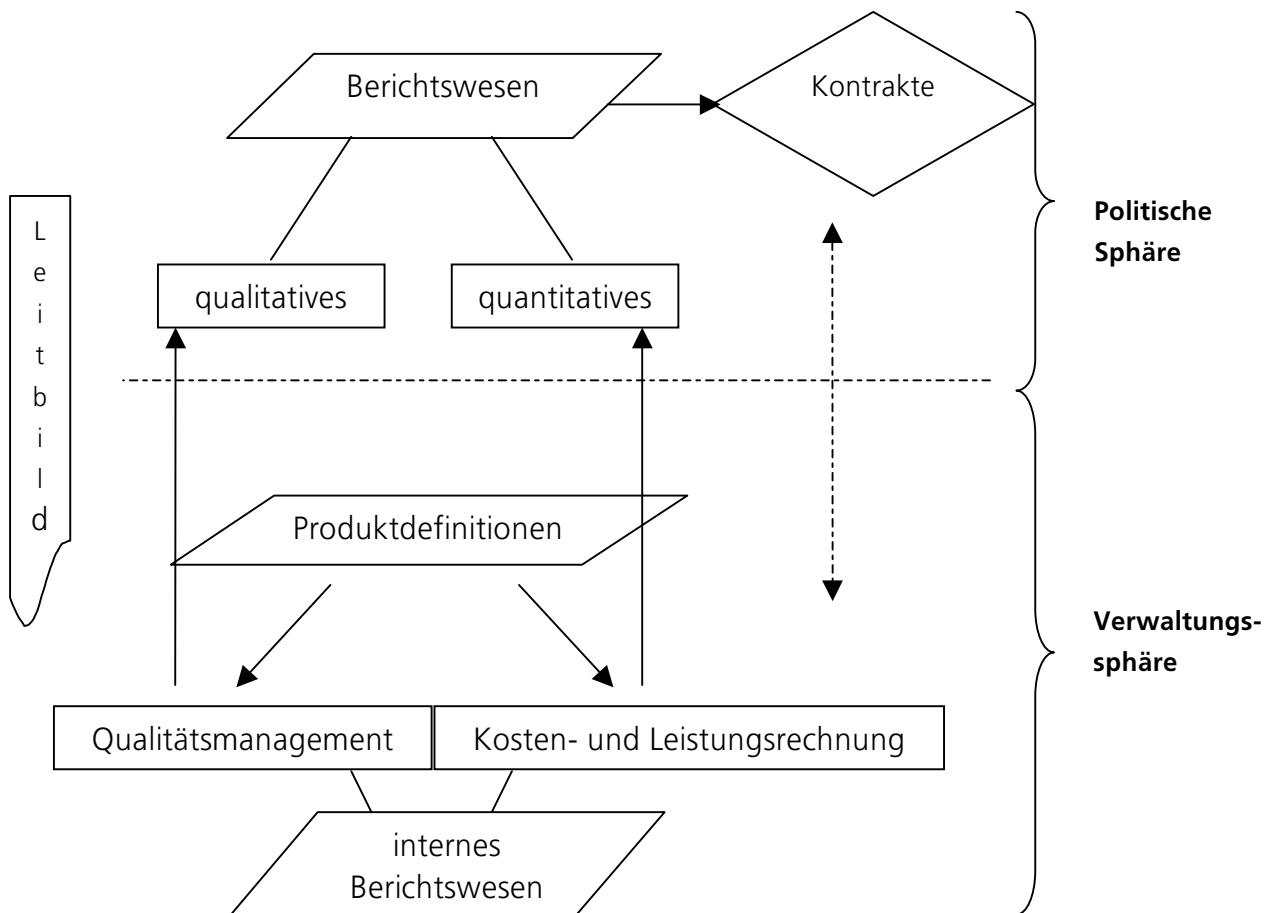 Berichtswesen
Kontrakte
Politische
Sphäre
L
e
i
t
b
i
l
d
qualitatives
quantitatives
Produktdefinitionen
Verwaltungs-
sphäre
Qualitätsmanagement
Kosten- und Leistungsrechnung
internes
Berichtswesen